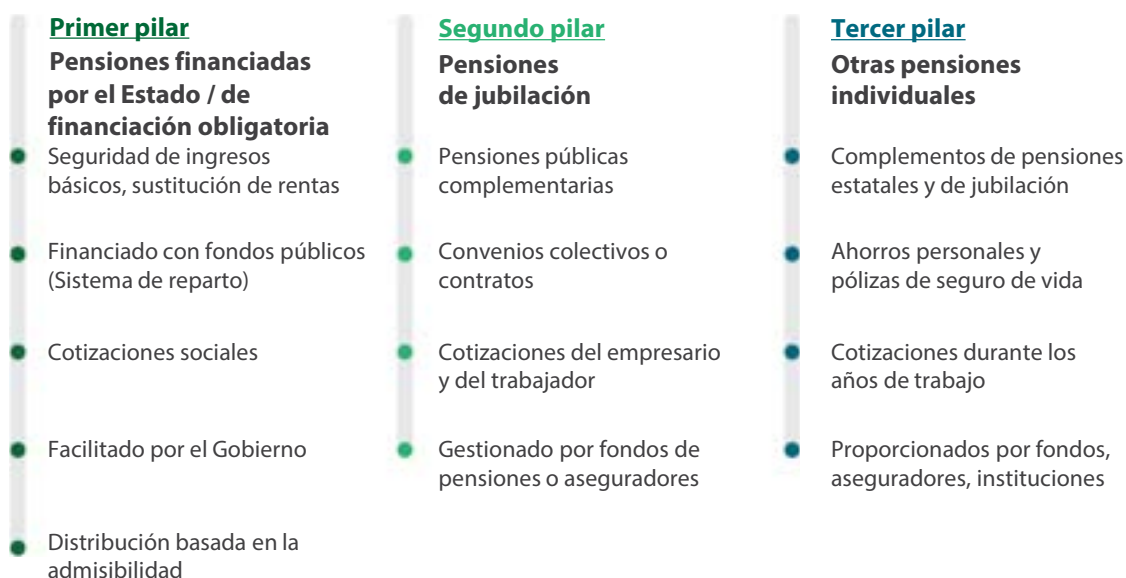 Primer pilar
Pensiones financiadas
por el Estado / de
financiación obligatoria
Seguridad de ingresos
básicos, sustitución de rentas
Financiado con fondos públicos
(Sistema de reparto)
Cotizaciones sociales
Facilitado por el Gobierno
Distribución basada en la
admisibilidad
Segundo pilar
Pensiones
de jubilación
Pensiones públicas
complementarias
Convenios colectivos o
contratos
Cotizaciones del empresario
y del trabajador
Gestionado por fondos de
pensiones o aseguradores
Tercer pilar
Otras pensiones
individuales
Complementos de pensiones
estatales y de jubilación
Ahorros personales y
pólizas de seguro de vida
Cotizaciones durante los
años de trabajo
Proporcionados por fondos,
aseguradores, instituciones